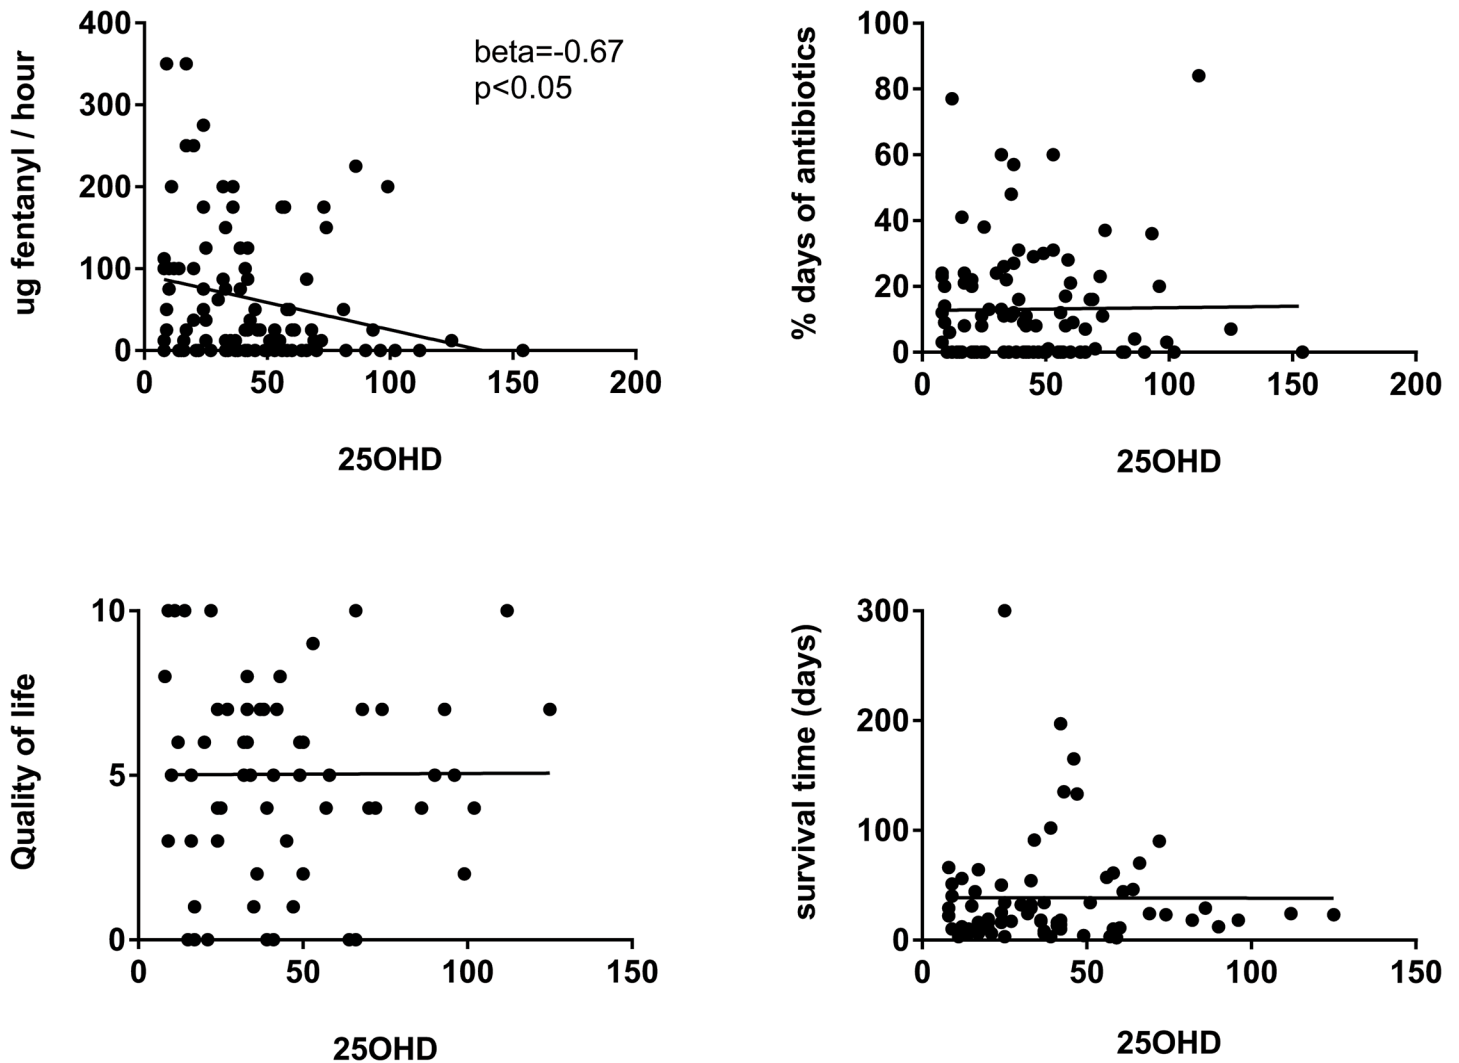 ug fentanyl / hour
400
300
200
100
0
beta=-0.67
p<0.05
0 50 100 150 200
25OHD
% days of antibiotics
100
80
60
40
20
0
0 50 100 150 200
25OHD
Quality of life
10
5
0
0 50 100 150
25OHD
survival time (days)
300
200
100
0
0 50 100 150
25OHD